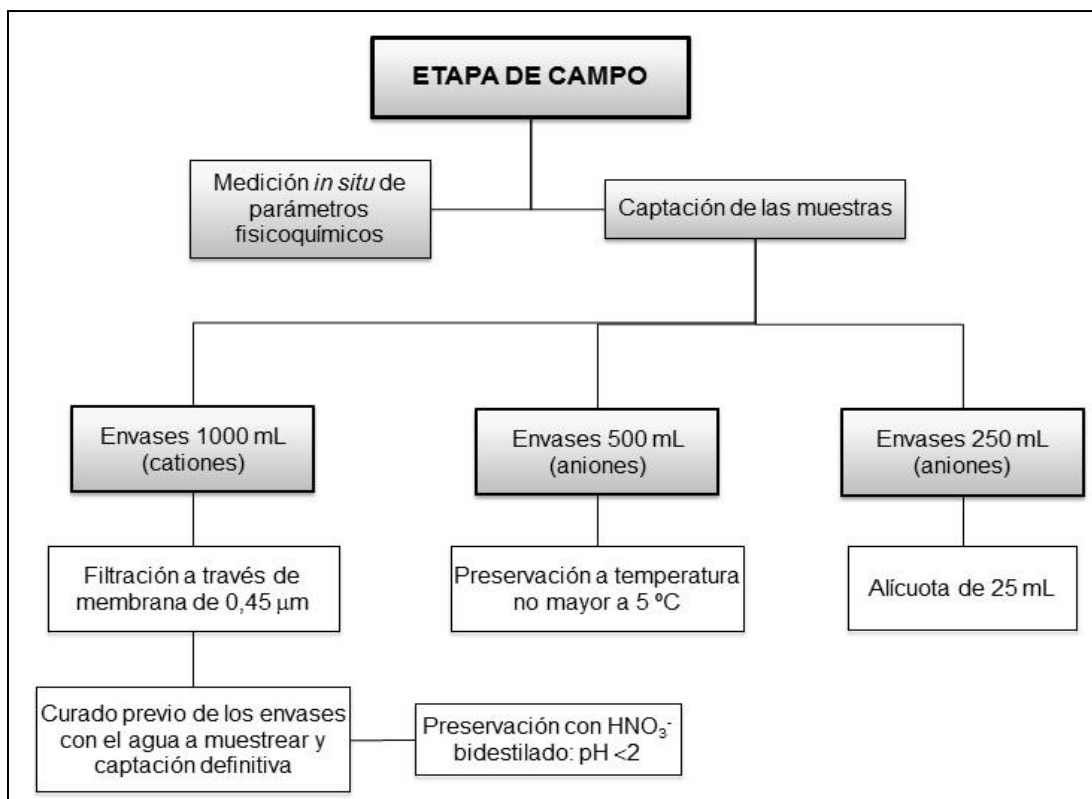 ETAPA DE CAMPO
Medición in situ de
parámetros
fisicoquímicos
Captación de las muestras
Envases 1000 mL
(cationes)
Envases 500 mL
(aniones)
Envases 250 mL
(aniones)
Filtración a través de
membrana de 0,45 μm
Preservación a temperatura
no mayor a 5 ºC
Alícuota de 25 mL
Curado previo de los envases
con el agua a muestrear y
captación definitiva
Preservación con HNO₃⁻
bidestilado: pH <2